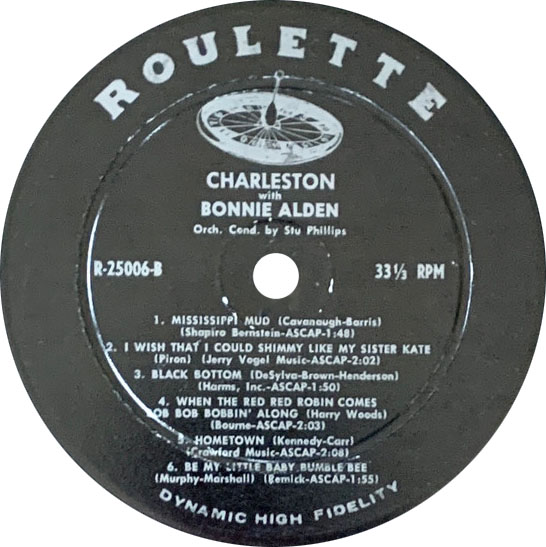 ROULETTE
CHARLESTON
with
BONNIE ALDEN
Orch. Cond. by Stu Phillips
R-25006-B
33⅓ RPM
1. MISSISSIPPI MUD (Cavanaugh-Barris)
(Shapiro Bernstein-ASCAP-1:48)
2. I WISH THAT I COULD SHIMMY LIKE MY SISTER KATE
(Piron) (Jerry Vogel Music-ASCAP-2:02)
3. BLACK BOTTOM (DeSylva-Brown-Henderson)
(Harms, Inc.-ASCAP-1:50)
4. WHEN THE RED RED ROBIN COMES
BOB BOB BOBBIN' ALONG (Harry Woods)
(Bourne-ASCAP-2:03)
5. HOMETOWN (Kennedy-Carr)
(Crawford Music-ASCAP-2:08)
6. BE MY LITTLE BABY BUMBLE BEE
(Murphy-Marshall) (Remick-ASCAP-1:55)
DYNAMIC HIGH FIDELITY